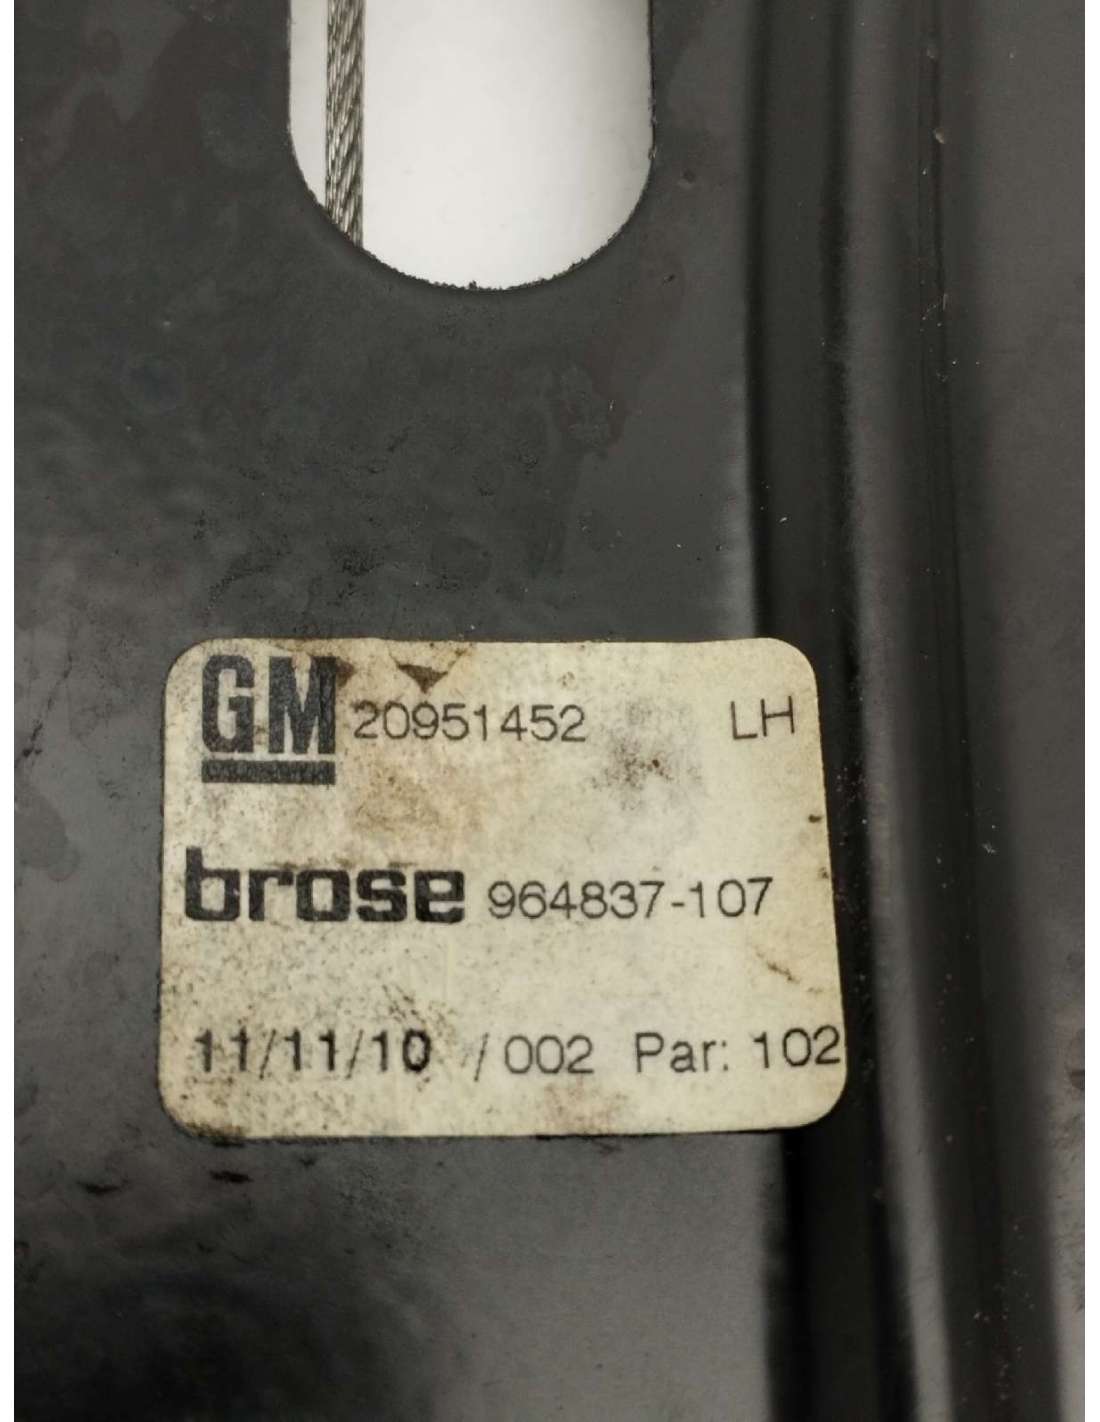 GM 20951452 LH
brose 964837-107
11/11/10 /002 Par: 102